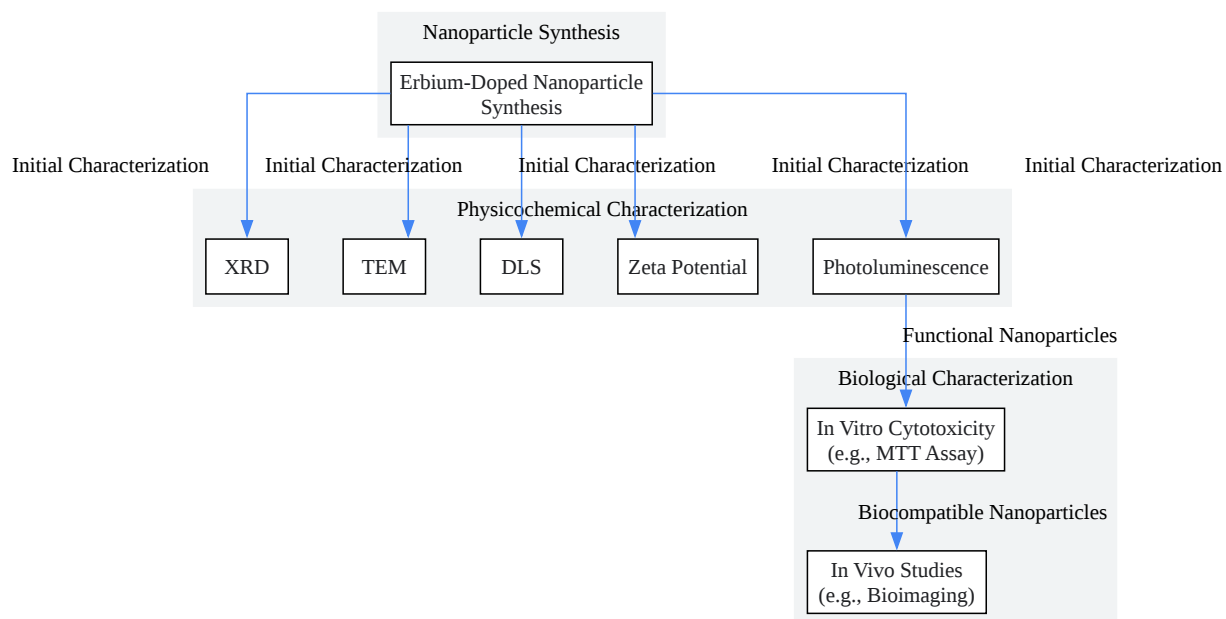 Nanoparticle Synthesis
Erbium-Doped Nanoparticle
Synthesis
Initial Characterization
Initial Characterization
Initial Characterization
Initial Characterization
Initial Characterization
Physicochemical Characterization
XRD
TEM
DLS
Zeta Potential
Photoluminescence
Functional Nanoparticles
Biological Characterization
In Vitro Cytotoxicity
(e.g., MTT Assay)
Biocompatible Nanoparticles
In Vivo Studies
(e.g., Bioimaging)